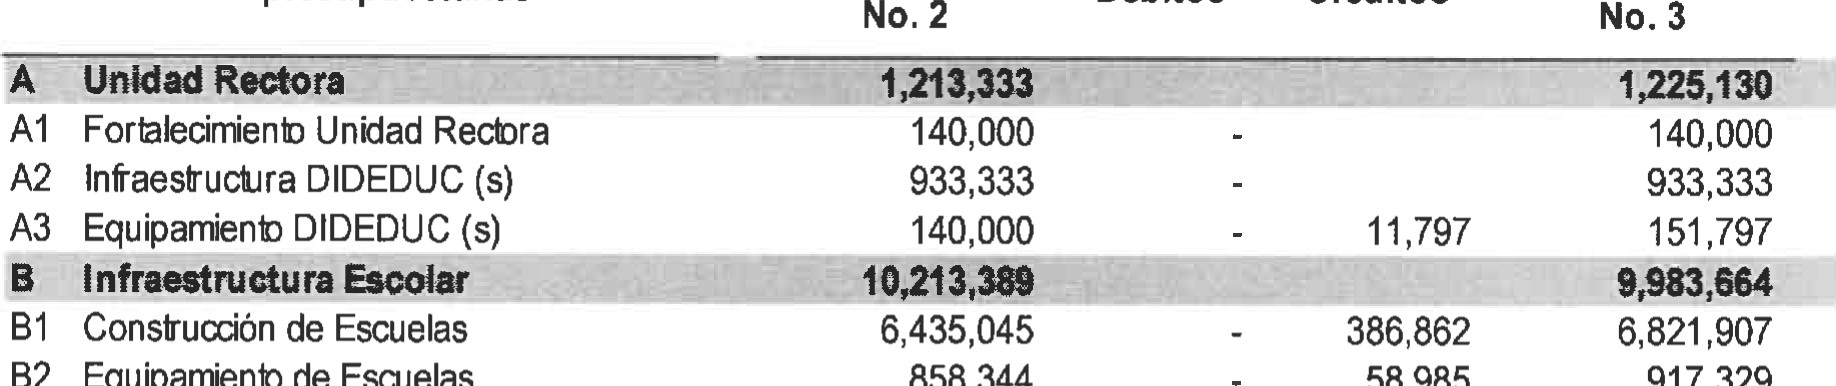 No. 2 No. 3
A Unidad Rectora 1,213,333 1,225,130
A1 Fortalecimiento Unidad Rectora 140,000 - 140,000
A2 Infraestructura DIDEDUC (s) 933,333 - 933,333
A3 Equipamiento DIDEDUC (s) 140,000 - 11,797 151,797
B Infraestructura Escolar 10,213,389 9,983,664
B1 Construcción de Escuelas 6,435,045 - 386,862 6,821,907
B2 Equipamiento de Escuelas 858,344 - 58,985 917,329